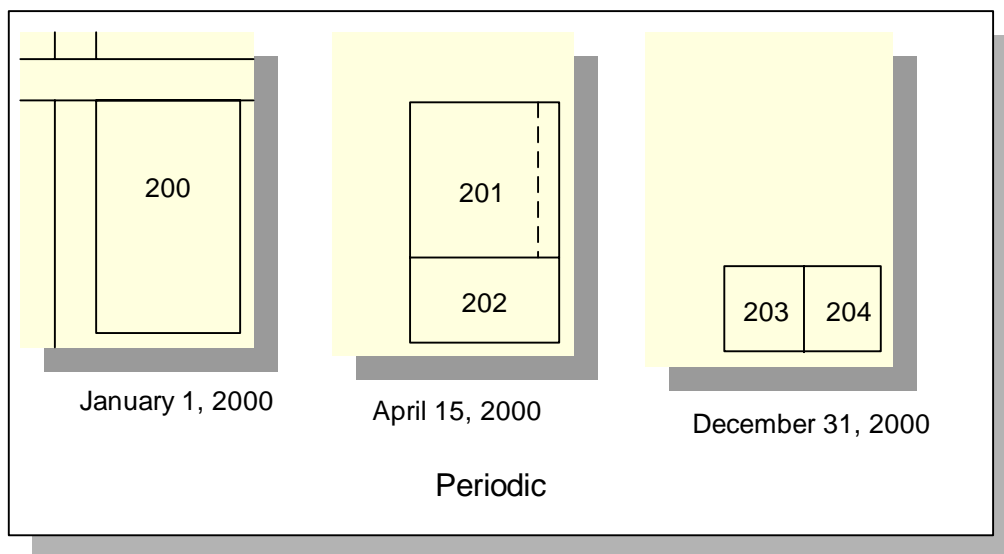 200
201
202
203 204
January 1, 2000
April 15, 2000
December 31, 2000
Periodic